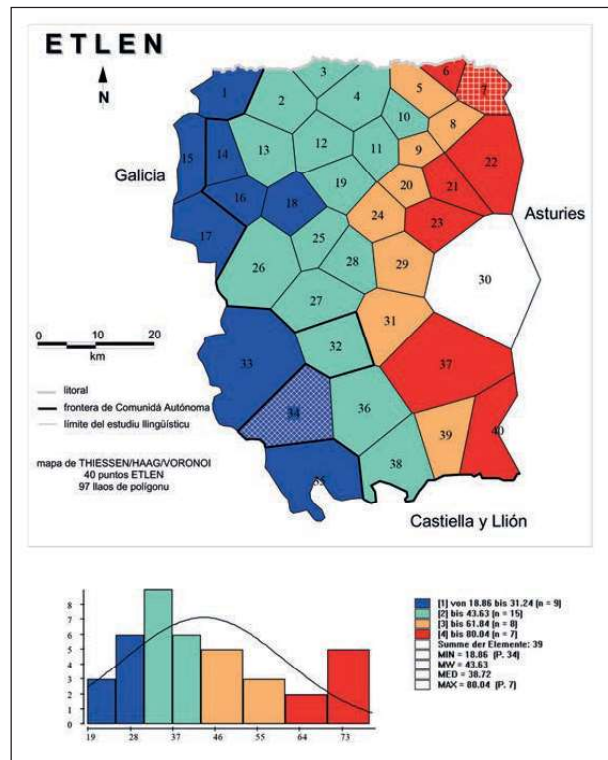 ETLEN
N
Galicia
Asturies
Castiella y Llión
1
2
3
4
5
6
7
8
9
10
11
12
13
14
15
16
17
18
19
20
21
22
23
24
25
26
27
28
29
30
31
32
33
34
35
36
37
38
39
40
0 10 20
km
litoral
frontera de Comunidá Autónoma
límite del estudiu llingüísticu
mapa de THIESSEN/HAAG/VORONOI
40 puntos ETLEN
97 llaos de polígonu
8
7
6
5
4
3
2
1
0
19 28 37 46 55 64 73
[1] von 18.86 bis 31.24 (n = 9)
[2] bis 43.63 (n = 15)
[3] bis 61.84 (n = 8)
[4] bis 80.04 (n = 7)
Summe der Elemente: 39
MIN = 18.86 (P. 34)
MW = 43.63
MED = 38.72
MAX = 80.04 (P. 7)